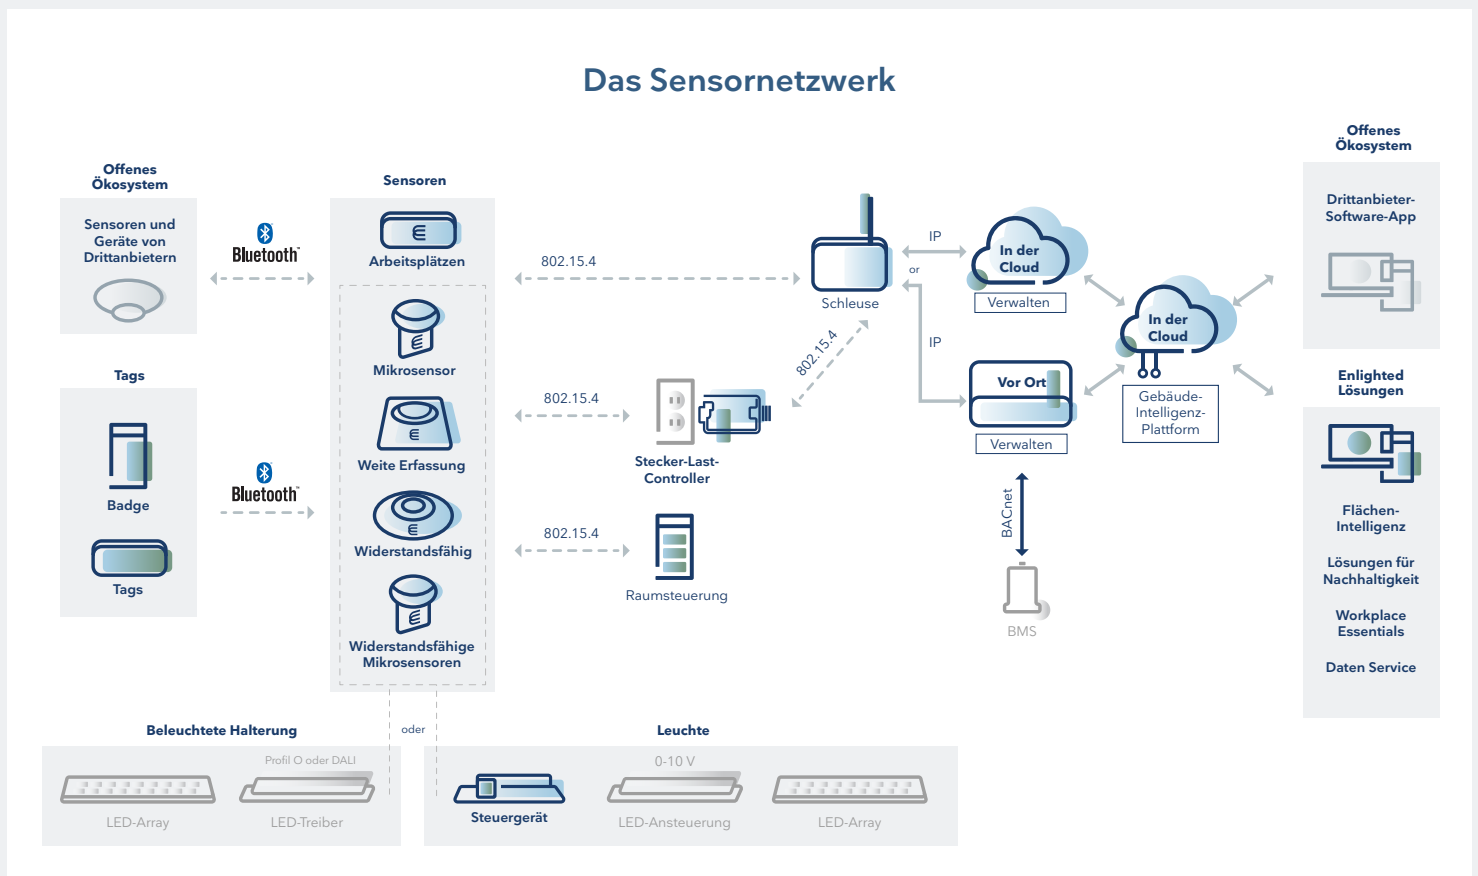 Das Sensornetzwerk
Offenes
Ökosystem
Sensoren und
Geräte von
Drittanbietern
Bluetooth™
Tags
Badge
Tags
Bluetooth™
Sensoren
Arbeitsplätzen
Mikrosensor
Weite Erfassung
Widerstandsfähig
Widerstandsfähige
Mikrosensoren
802.15.4
802.15.4
802.15.4
802.15.4
Stecker-Last-
Controller
Raumsteuerung
Schleuse
IP
or
IP
In der
Cloud
Verwalten
Vor Ort
Verwalten
BACnet
BMS
In der
Cloud
Gebäude-
Intelligenz-
Plattform
Offenes
Ökosystem
Drittanbieter-
Software-App
Enlighted
Lösungen
Flächen-
Intelligenz
Lösungen für
Nachhaltigkeit
Workplace
Essentials
Daten Service
Beleuchtete Halterung
oder
Leuchte
Profil O oder DALI
LED-Array
LED-Treiber
0-10 V
Steuergerät
LED-Ansteuerung
LED-Array